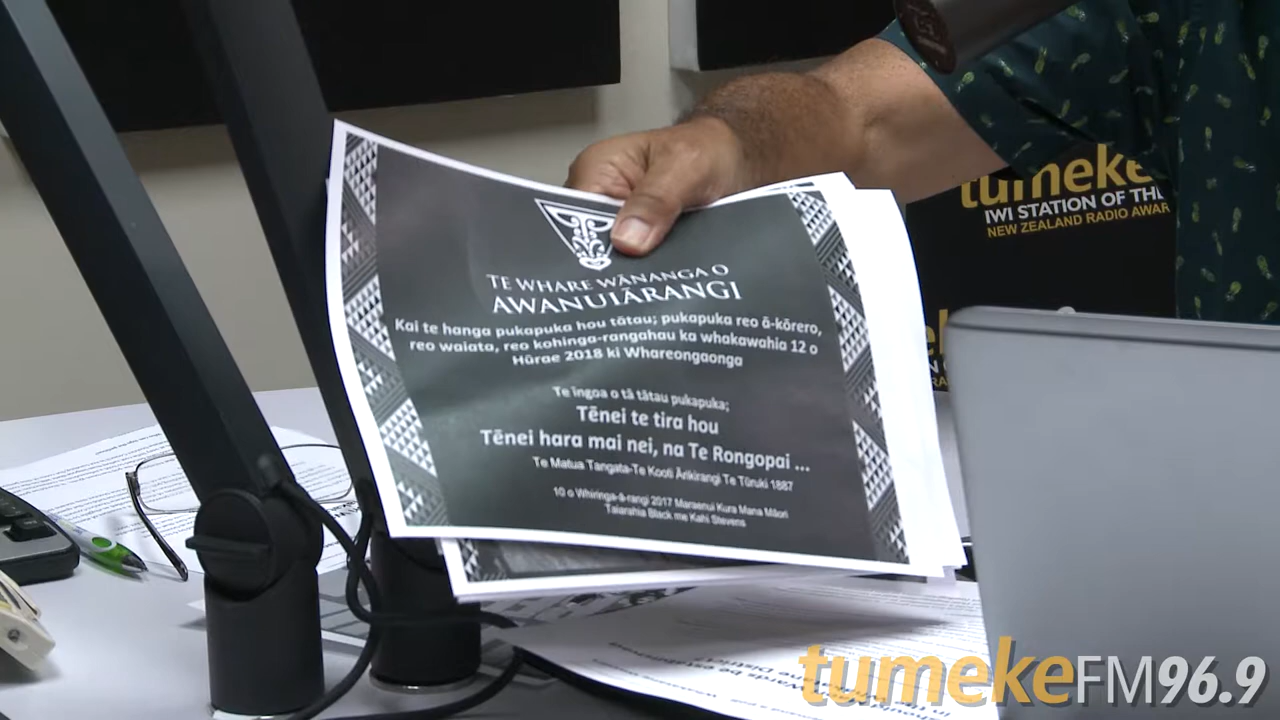 TE WHARE WĀNANGA O
AWANUIĀRANGI
Kai te hanga pukapuka hou tātau; pukapuka reo ā-kōrero,
reo waiata, reo kohinga-rangahau ka whakawahia 12 o
Hūrae 2018 ki Whareongaonga
Te ingoa o tā tātau pukapuka;
Tēnei te tira hou
Tēnei hara mai nei, na Te Rongopai ...
Te Matua Tangata-Te Kooti Ārikirangi Te Tūruki 1887
10 o Whiringa-ā-rangi 2017 Maraenui Kura Mana Māori
Taiarahia Black me Kahi Stevens
tumeke
IWI STATION OF THE
NEW ZEALAND RADIO AWAR
tumekeFM96.9